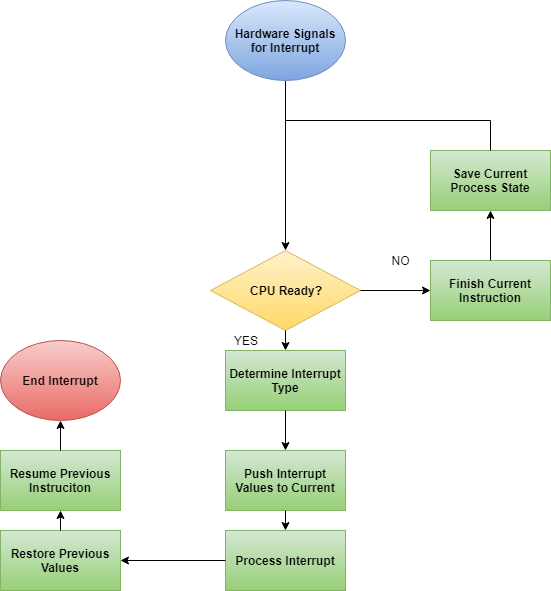 Hardware Signals
for Interrupt
Save Current
Process State
NO
CPU Ready?
Finish Current
Instruction
YES
Determine Interrupt
Type
End Interrupt
Push Interrupt
Values to Current
Resume Previous
Instruciton
Process Interrupt
Restore Previous
Values